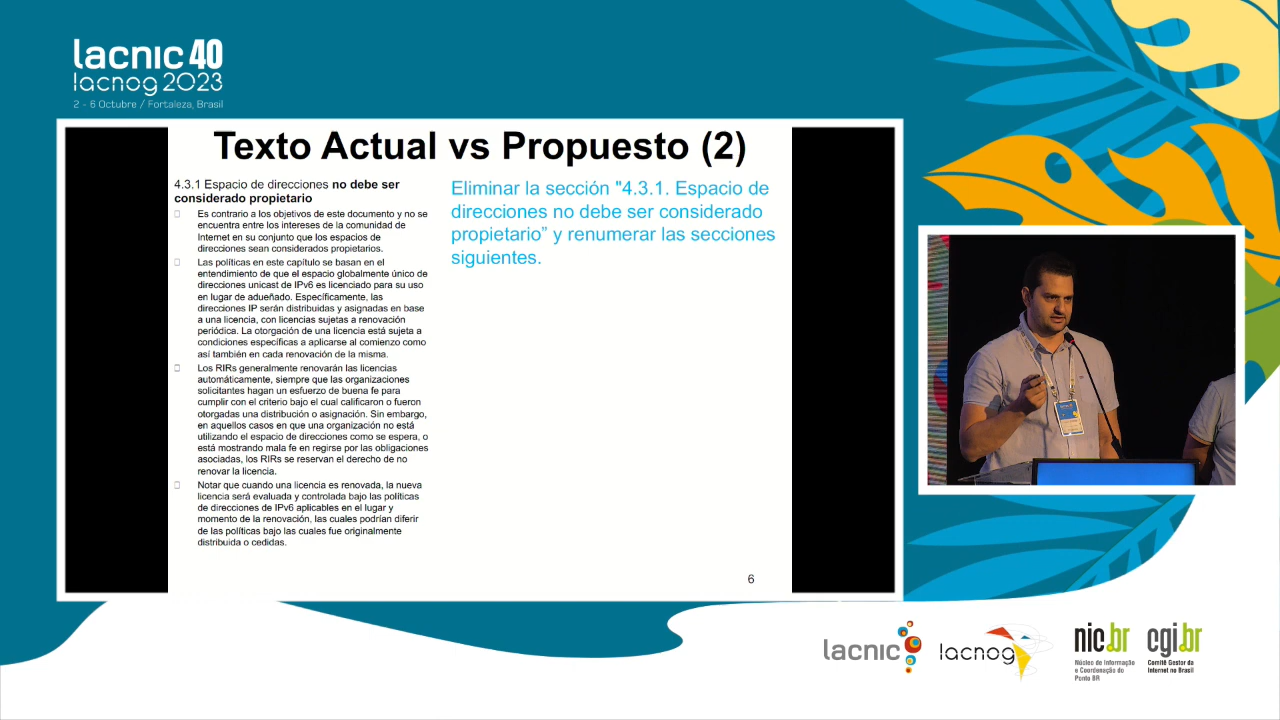 lacnic 40
lacnog 2023
2 - 6 Octubre / Fortaleza, Brasil
Texto Actual vs Propuesto (2)
4.3.1 Espacio de direcciones no debe ser
considerado propietario
Es contrario a los objetivos de este documento y no se
encuentra entre los intereses de la comunidad de
Internet en su conjunto que los espacios de
direcciones sean considerados propietarios.
Las políticas en este capítulo se basan en el
entendimiento de que el espacio globalmente único de
direcciones unicast de IPv6 es licenciado para su uso
en lugar de adueñado. Específicamente, las
direcciones IP serán distribuidas y asignadas en base
a una licencia, con licencias sujetas a renovación
periódica. La otorgación de una licencia está sujeta a
condiciones específicas a aplicarse al comienzo como
así también en cada renovación de la misma.
Los RIRs generalmente renovarán las licencias
automáticamente, siempre que las organizaciones
solicitantes hagan un esfuerzo de buena fe para
cumplir con el criterio bajo el cual calificaron o fueron
otorgadas una distribución o asignación. Sin embargo,
en aquellos casos en que una organización no está
utilizando el espacio de direcciones como se espera, o
está mostrando mala fe en regirse por las obligaciones
asociadas, los RIRs se reservan el derecho de no
renovar la licencia.
Notar que cuando una licencia es renovada, la nueva
licencia será evaluada y controlada bajo las políticas
de direcciones de IPv6 aplicables en el lugar y
momento de la renovación, las cuales podrían diferir
de las políticas bajo las cuales fue originalmente
distribuida o cedidas.
Eliminar la sección "4.3.1. Espacio de
direcciones no debe ser considerado
propietario” y renumerar las secciones
siguientes.
6
lacnic
lacnog
nic.br
Núcleo de Informação
e Coordenação do
Ponto BR
cgi.br
Comitê Gestor da
Internet no Brasil